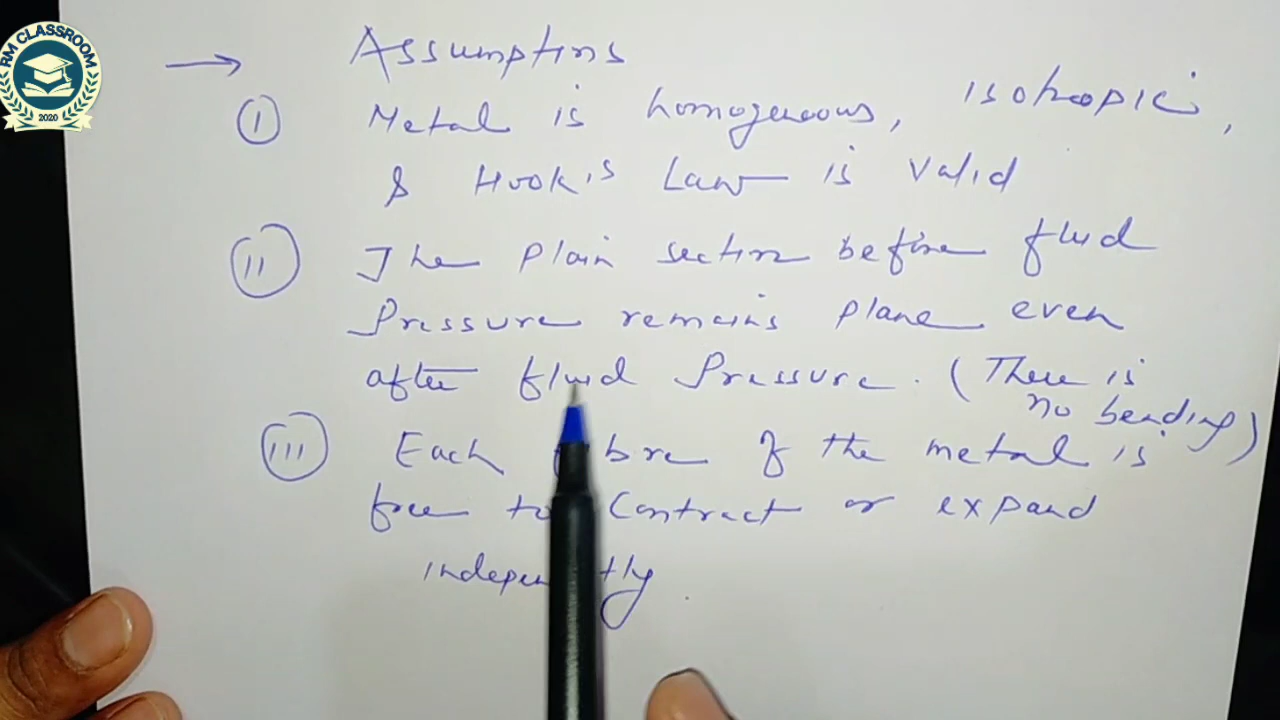 RM CLASSROOM
2020
→ Assumptins
(I) Metal is homogeneous, isotropic,
& Hook's Law is valid
(II) The plain section before fluid
Pressure remains plane even
after fluid Pressure. (There is
no bending)
(III) Each of the metal is
free to Contract or expand